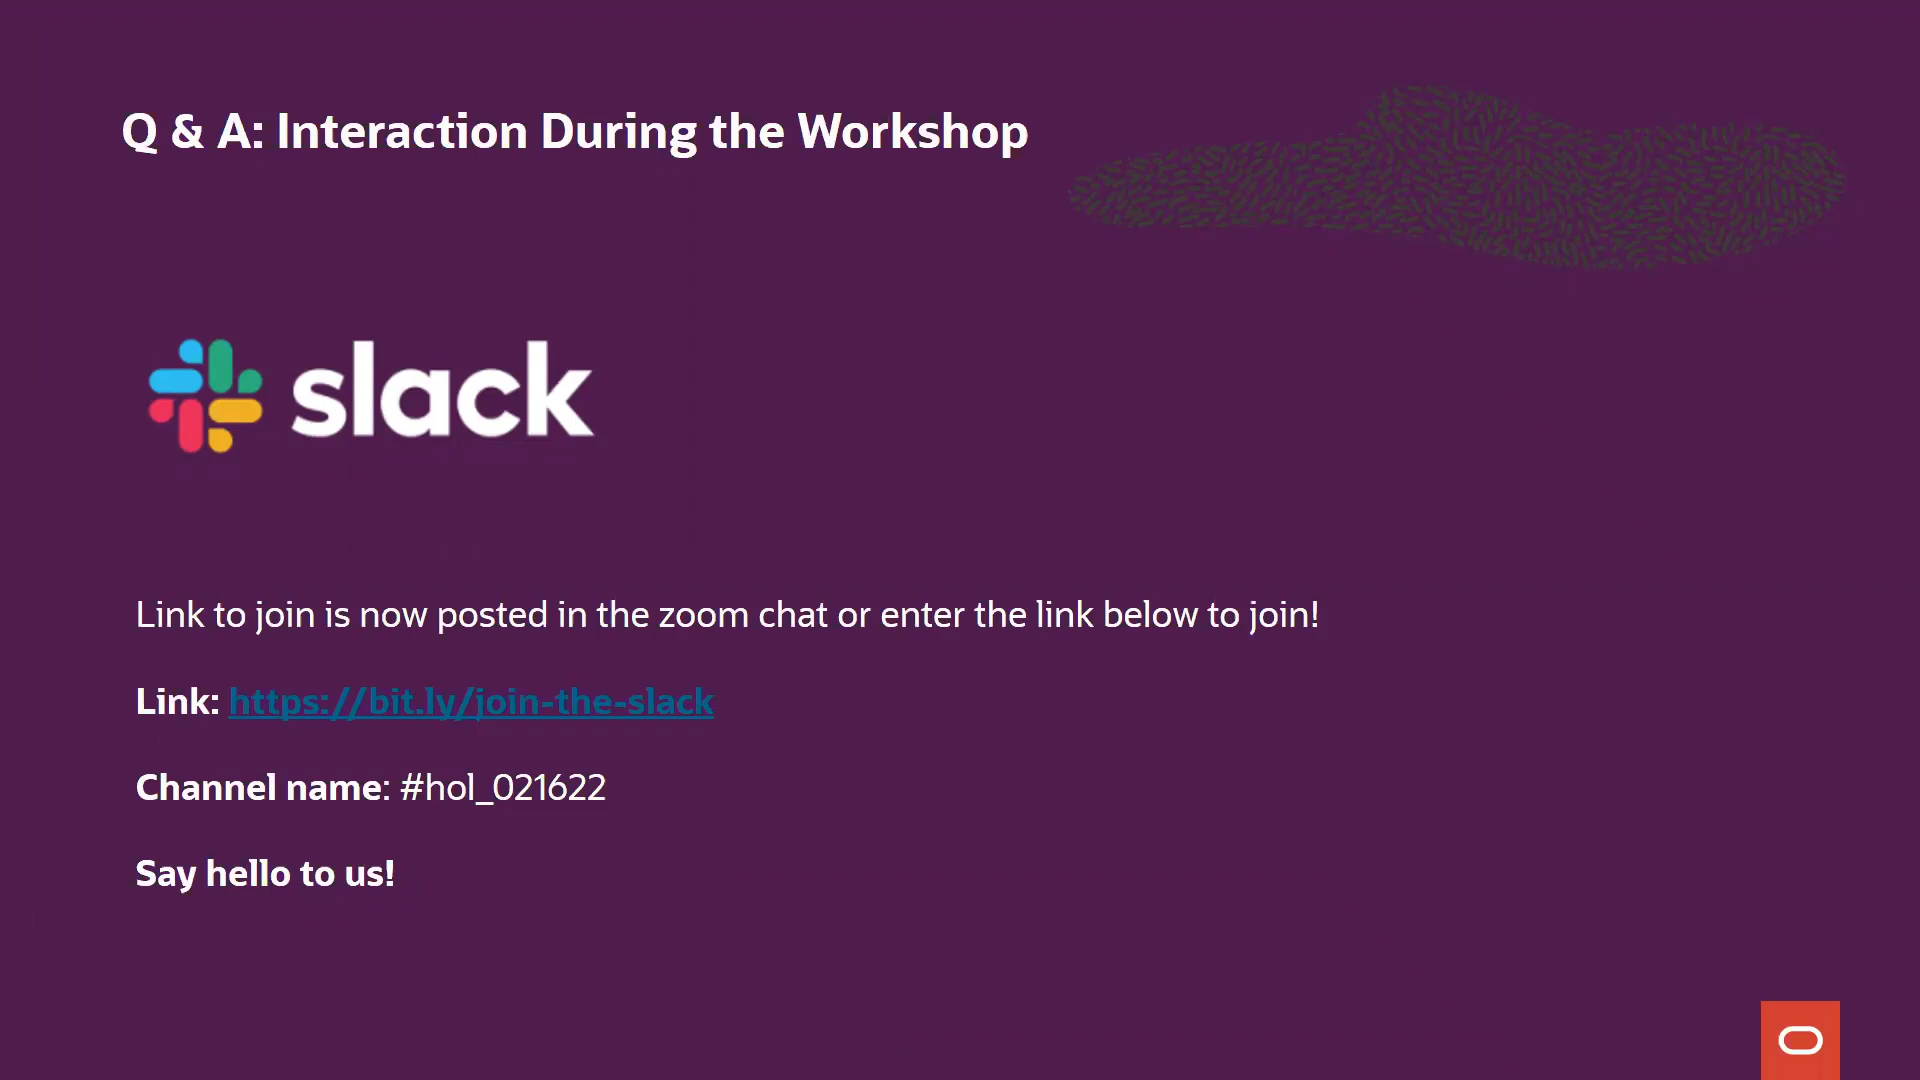 Q & A: Interaction During the Workshop
slack
Link to join is now posted in the zoom chat or enter the link below to join!
Link: https://bit.ly/join-the-slack
Channel name: #hol_021622
Say hello to us!